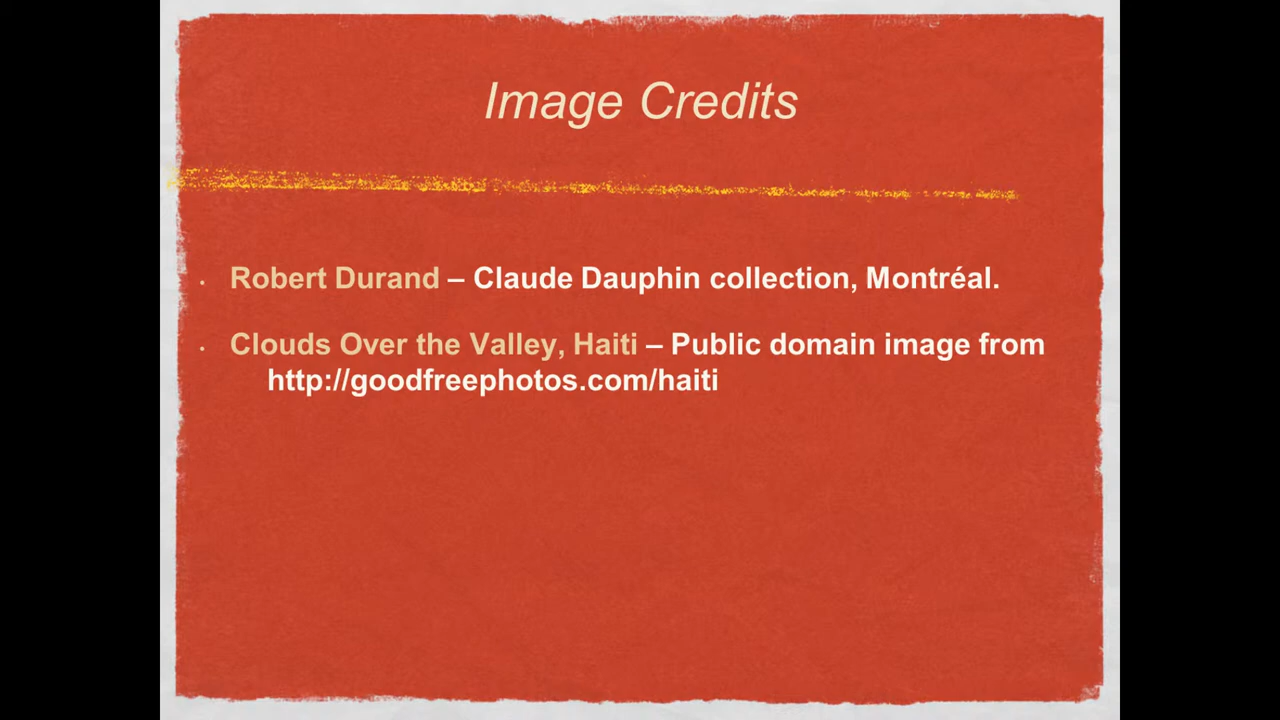 Image Credits
Robert Durand – Claude Dauphin collection, Montréal.
Clouds Over the Valley, Haiti – Public domain image from
http://goodfreephotos.com/haiti